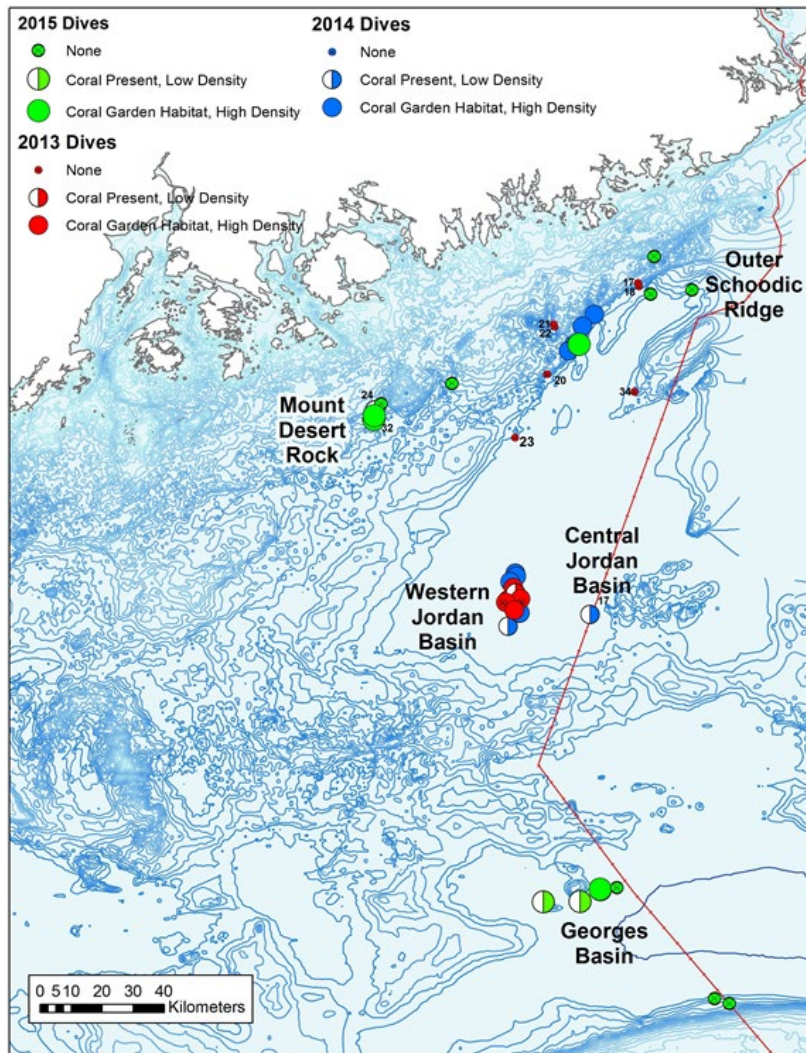 2015 Dives
None
Coral Present, Low Density
Coral Garden Habitat, High Density
2014 Dives
None
Coral Present, Low Density
Coral Garden Habitat, High Density
2013 Dives
None
Coral Present, Low Density
Coral Garden Habitat, High Density
Outer
Schoodic
Ridge
17
18
21
22
20
34
24
32
Mount
Desert
Rock
23
Central
Jordan
Basin
17
Western
Jordan
Basin
Georges
Basin
0 5 10 20 30 40
Kilometers